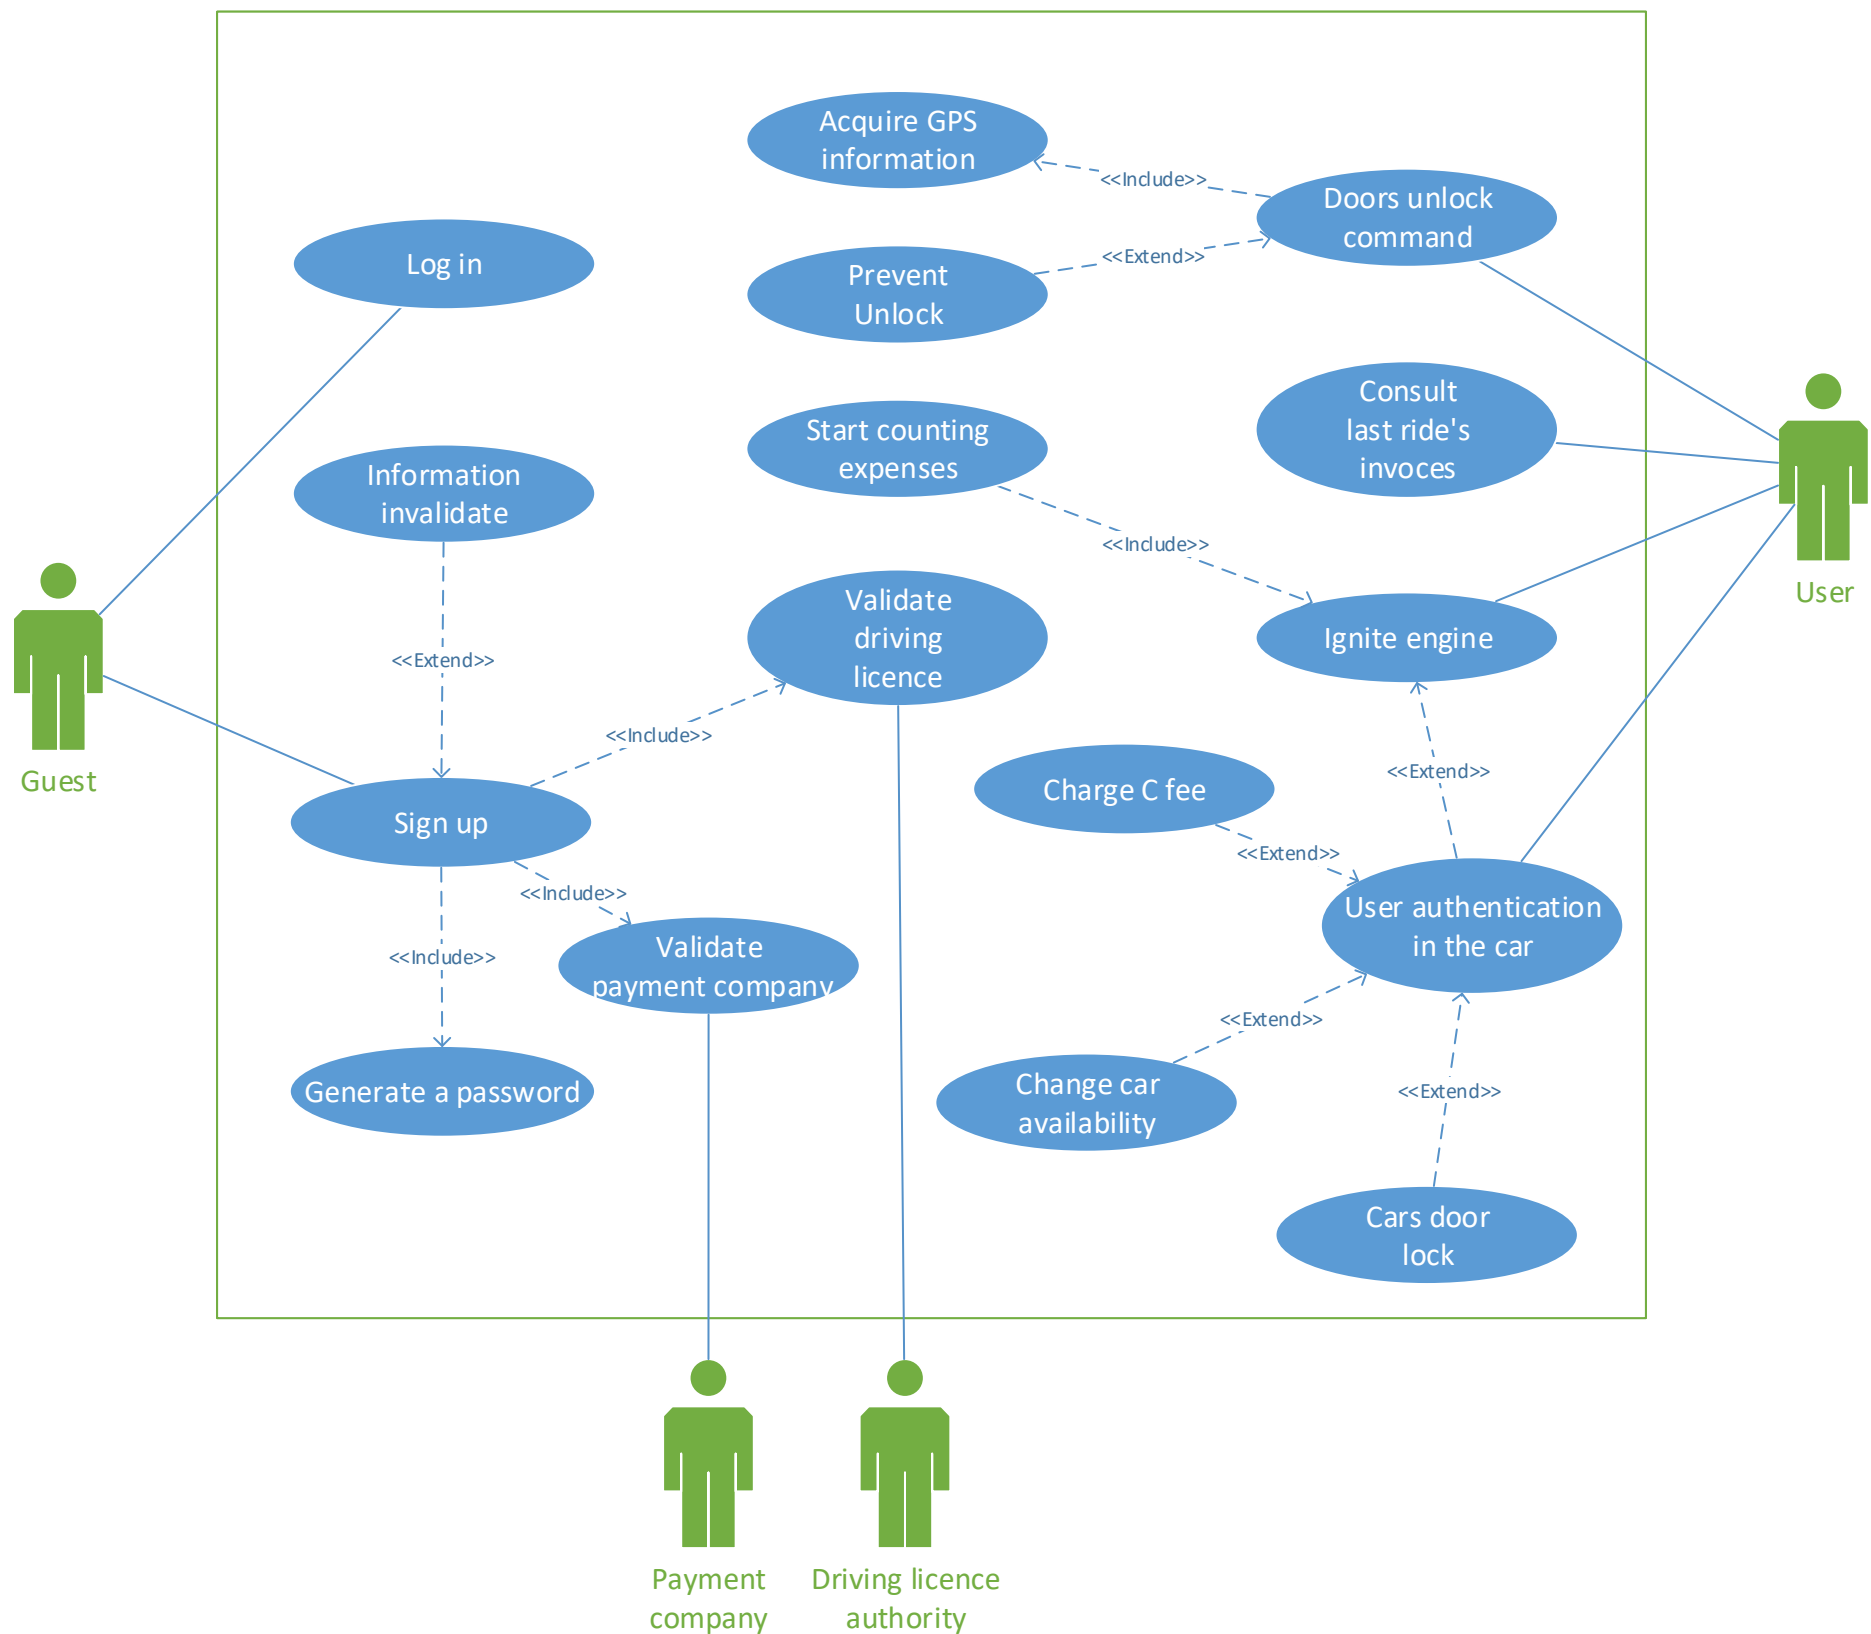 Acquire GPS
information
<<Include>>
Doors unlock
command
Log in
Prevent
Unlock
<<Extend>>
Consult
last ride's
invoces
Start counting
expenses
<<Include>>
Information
invalidate
User
Validate
driving
licence
Ignite engine
<<Extend>>
<<Include>>
Guest
<<Extend>>
Charge C fee
Sign up
<<Extend>>
<<Include>>
User authentication
in the car
Validate
payment company
<<Include>>
<<Extend>>
Generate a password
Change car
availability
<<Extend>>
Cars door
lock
Payment
company
Driving licence
authority